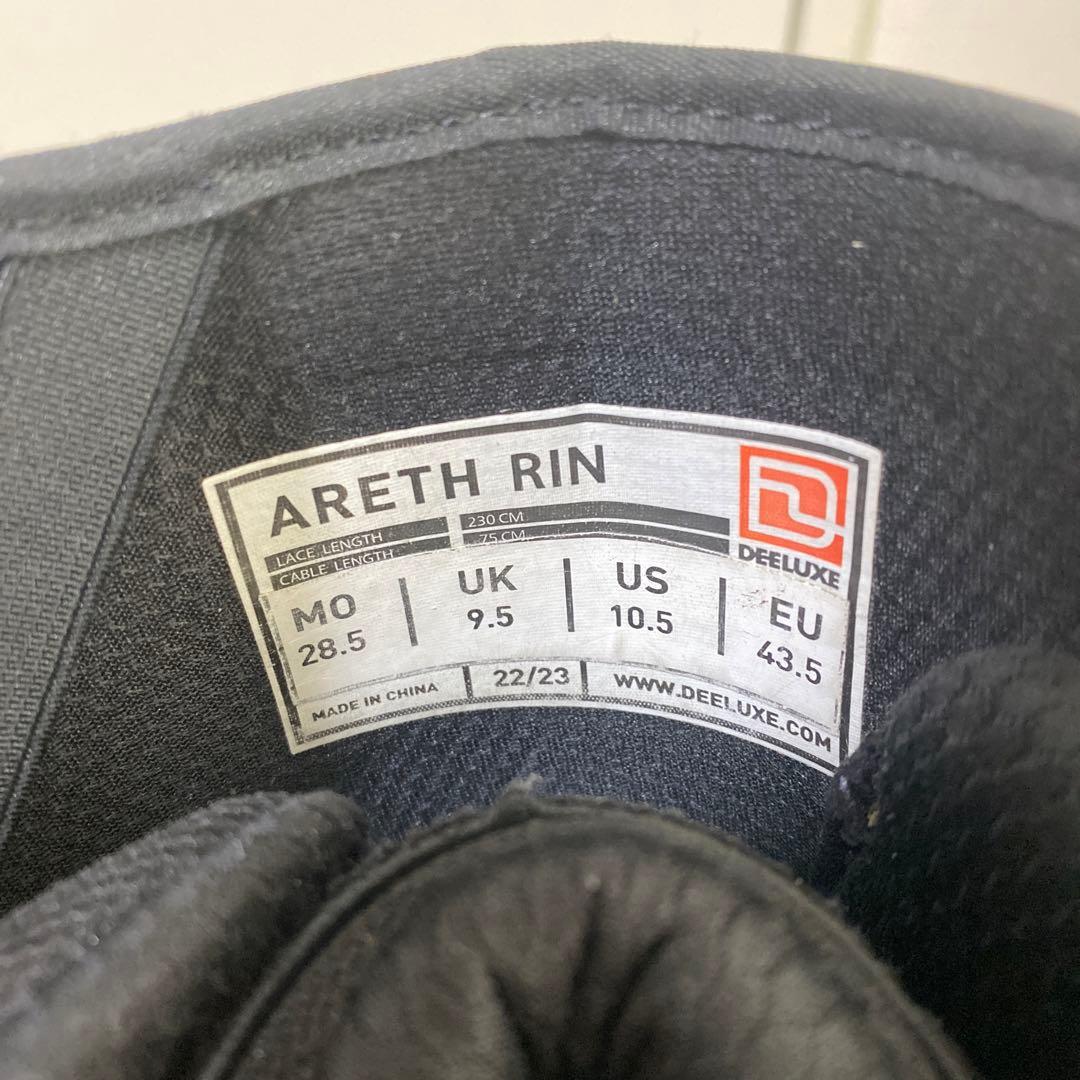 ARETH RIN
LACE LENGTH 230 CM
CABLE LENGTH 75 CM
DEELUXE
MO UK US EU
28.5 9.5 10.5 43.5
MADE IN CHINA 22/23 WWW.DEELUXE.COM